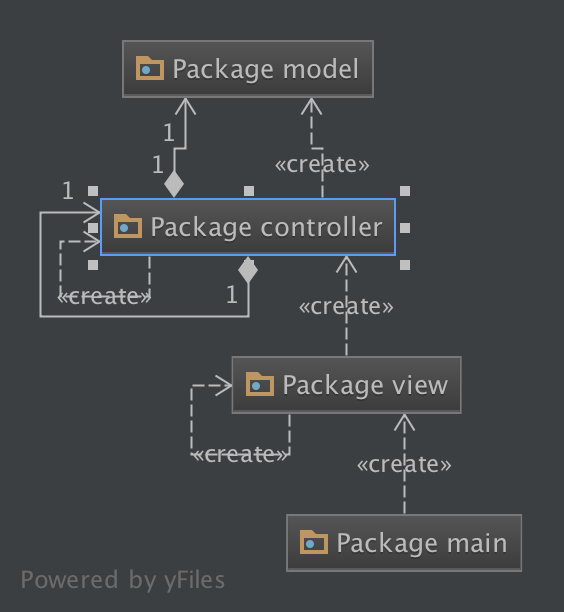 Package model
1
1
«create»
1
Package controller
«create»
1
«create»
Package view
«create»
«create»
Package main
Powered by yFiles